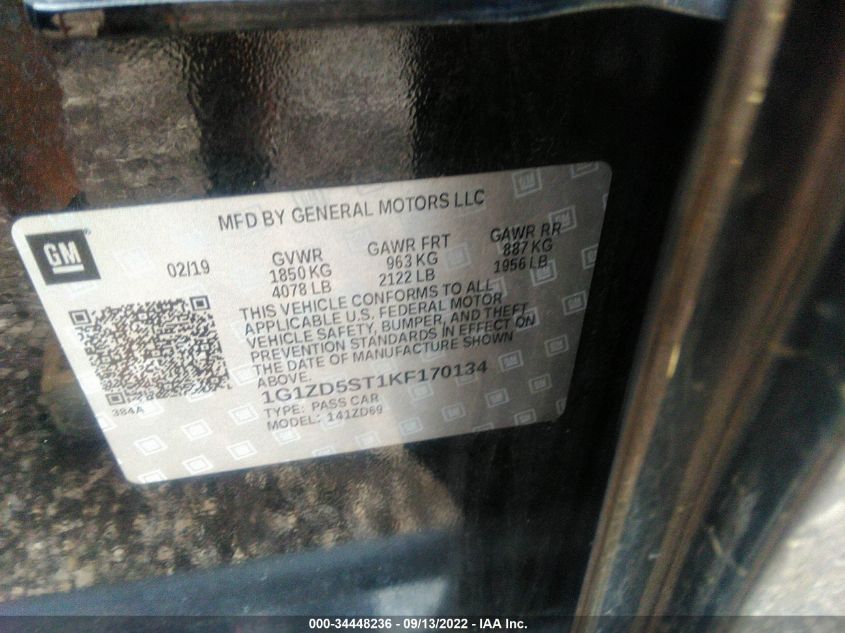 MFD BY GENERAL MOTORS LLC
GM
02/19
GVWR
1850 KG
4078 LB
GAWR FRT
963 KG
2122 LB
GAWR RR
887 KG
1956 LB
THIS VEHICLE CONFORMS TO ALL
APPLICABLE U.S. FEDERAL MOTOR
VEHICLE SAFETY, BUMPER, AND THEFT
PREVENTION STANDARDS IN EFFECT ON
THE DATE OF MANUFACTURE SHOWN
ABOVE.
1G1ZD5ST1KF170134
TYPE: PASS CAR
MODEL: 141ZD69
384A
000-34448236 - 09/13/2022 - IAA Inc.